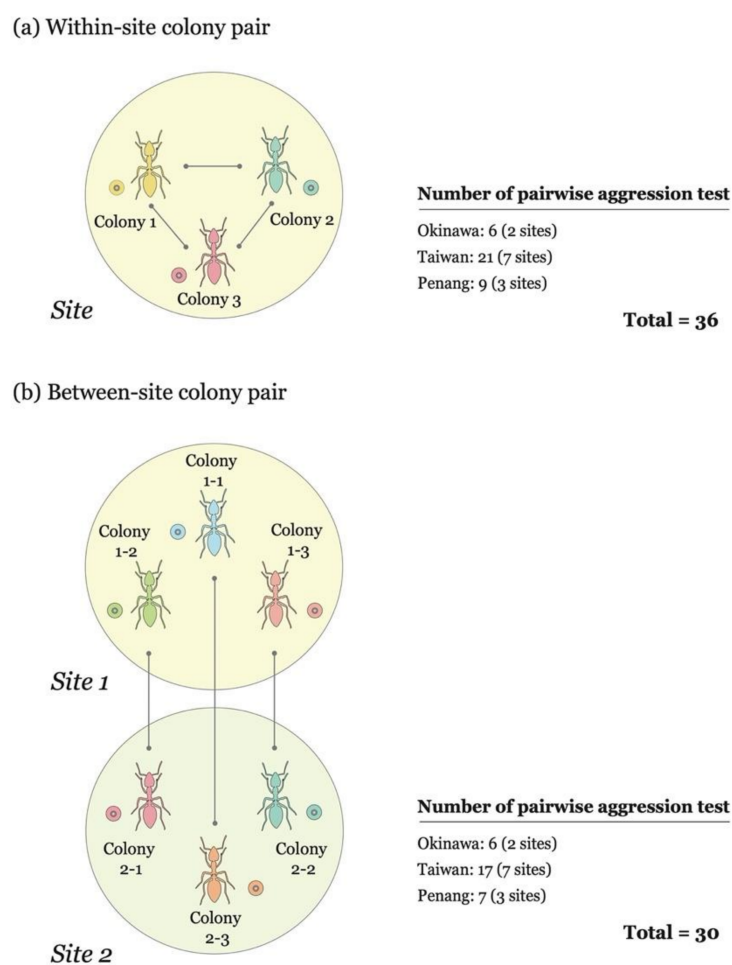 (a) Within-site colony pair
Colony 1
Colony 2
Colony 3
Site
Number of pairwise aggression test
Okinawa: 6 (2 sites)
Taiwan: 21 (7 sites)
Penang: 9 (3 sites)
Total = 36
(b) Between-site colony pair
Colony
1-1
Colony
1-2
Colony
1-3
Site 1
Colony
2-1
Colony
2-2
Colony
2-3
Site 2
Number of pairwise aggression test
Okinawa: 6 (2 sites)
Taiwan: 17 (7 sites)
Penang: 7 (3 sites)
Total = 30